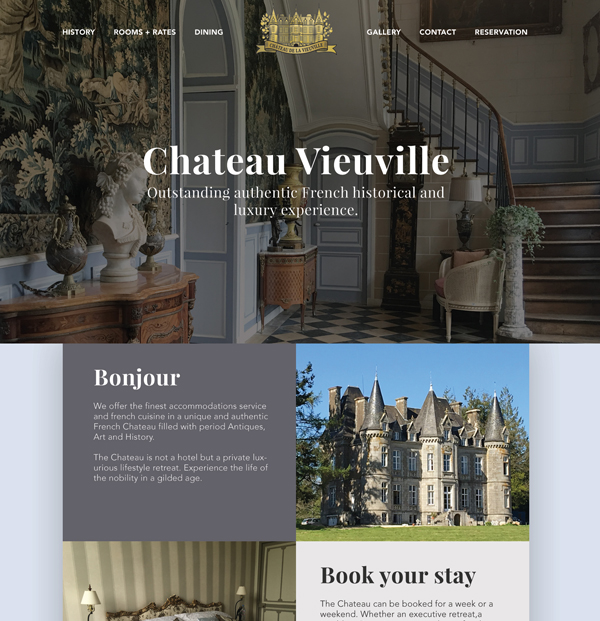 HISTORY ROOMS + RATES DINING GALLERY CONTACT RESERVATION
CHATEAU DE LA VIEUVILLE
Chateau Vieuville
Outstanding authentic French historical and
luxury experience.
Bonjour
We offer the finest accommodations service
and french cuisine in a unique and authentic
French Chateau filled with period Antiques,
Art and History.
The Chateau is not a hotel but a private lux-
urious lifestyle retreat. Experience the life of
the nobility in a gilded age.
Book your stay
The Chateau can be booked for a week or a
weekend. Whether an executive retreat,a